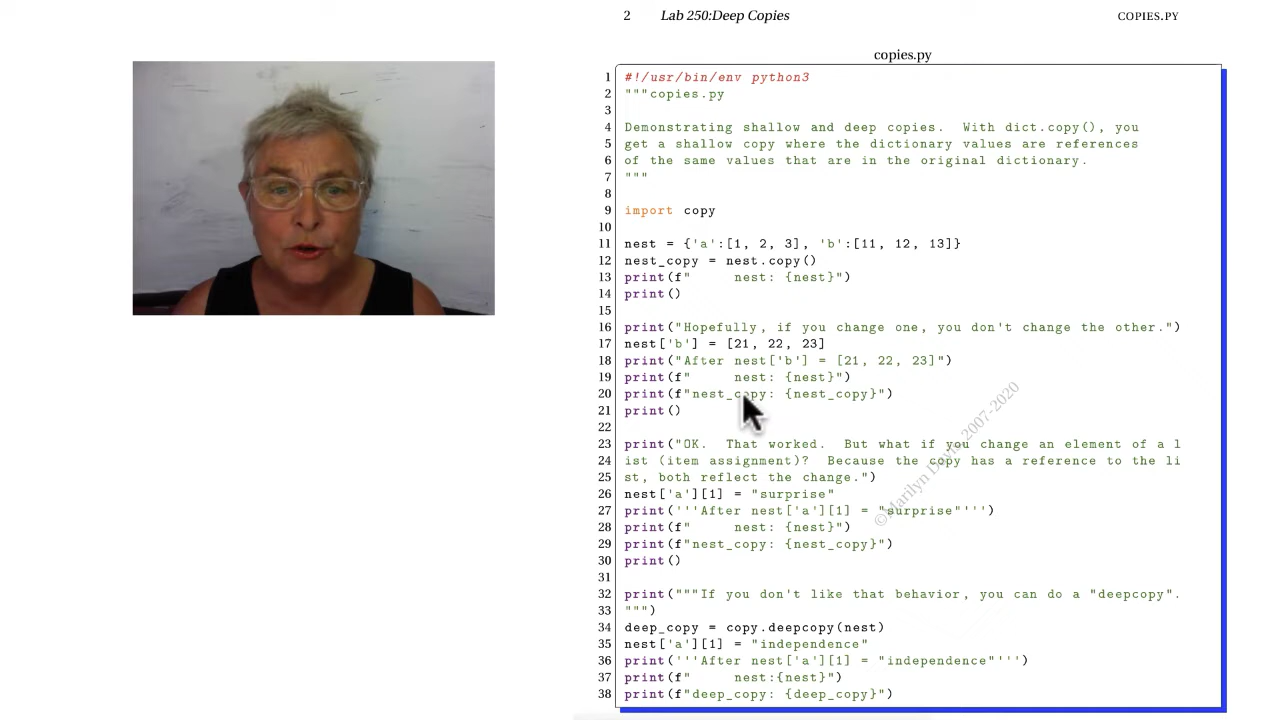 2 Lab 250:Deep Copies COPIES.PY
copies.py
1 #!/usr/bin/env python3
2 """copies.py
3
4 Demonstrating shallow and deep copies.  With dict.copy(), you
5 get a shallow copy where the dictionary values are references
6 of the same values that are in the original dictionary.
7 """
8
9 import copy
10
11 nest = {'a':[1, 2, 3], 'b':[11, 12, 13]}
12 nest_copy = nest.copy()
13 print(f"     nest: {nest}")
14 print()
15
16 print("Hopefully, if you change one, you don't change the other.")
17 nest['b'] = [21, 22, 23]
18 print("After nest['b'] = [21, 22, 23]")
19 print(f"     nest: {nest}")
20 print(f"nest_copy: {nest_copy}")
21 print()
22
23 print("OK.  That worked.  But what if you change an element of a l
24 ist (item assignment)?  Because the copy has a reference to the li
25 st, both reflect the change.")
26 nest['a'][1] = "surprise"
27 print('''After nest['a'][1] = "surprise"''')
28 print(f"     nest: {nest}")
29 print(f"nest_copy: {nest_copy}")
30 print()
31
32 print("""If you don't like that behavior, you can do a "deepcopy".
33 """)
34 deep_copy = copy.deepcopy(nest)
35 nest['a'][1] = "independence"
36 print('''After nest['a'][1] = "independence"''')
37 print(f"     nest:{nest}")
38 print(f"deep_copy: {deep_copy}")
©Marilyn Davis 2007-2020